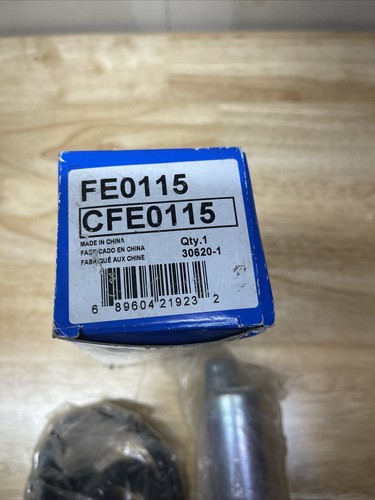 FE0115
CFE0115
MADE IN CHINA
FABRICADO EN CHINA
FABRIQUÉ AUX CHINE
Qty.1
30620-1
6 89604 21923 2